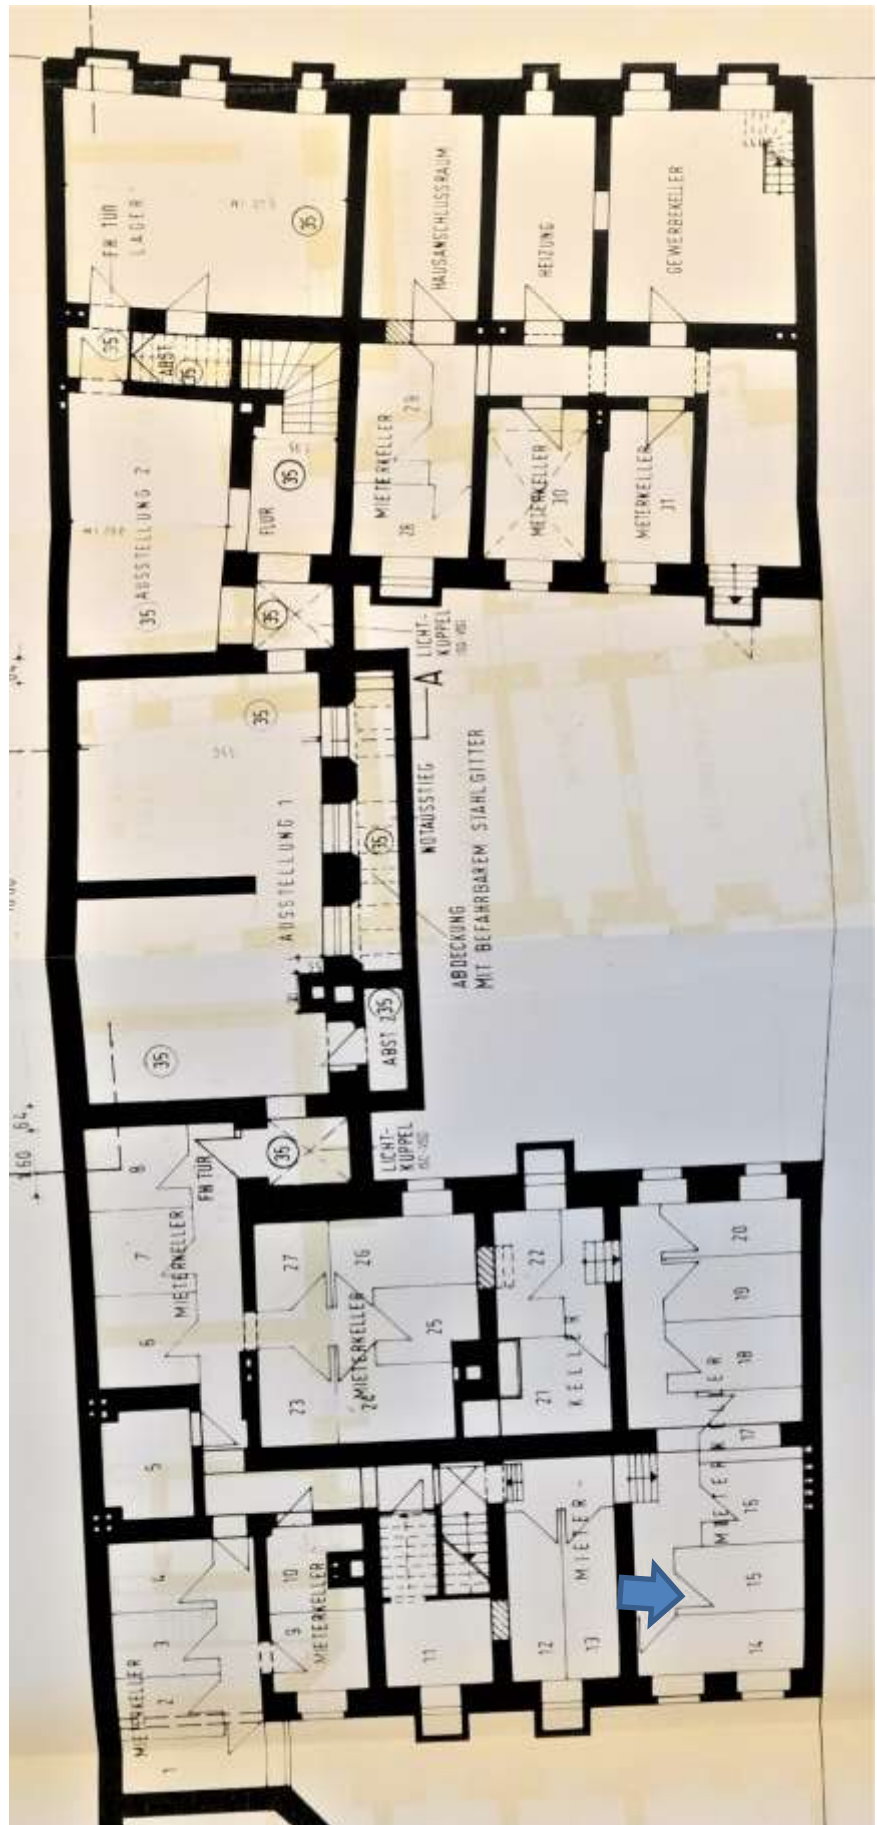 FH TÜR
LAGER
35
HAUSANSCHLUSSRAUM
HEIZUNG
GEWERBEKELLER
35
ABST
35
MIETERKELLER
29
28
METERKELLER
30
METERKELLER
31
35 AUSSTELLUNG 2
FLUR
35
35
LICHT-
KUPPEL
A
35
NOTAUSSTIEG
AUSSTELLUNG 1
35
ABDECKUNG
MIT BEFAHRBAREM STAHLGITTER
35
ABST 2
35
LICHT-
KUPPEL
35
FH TÜR
MIETERKELLER
8
7
6
5
27
26
MIETERKELLER
25
24
23
22
21
KELLER
20
19
18
17
MIETERKELLER
16
15
14
MIETER-
13
12
11
10
9
MIETERKELLER
4
3
2
1
MIETERKELLER